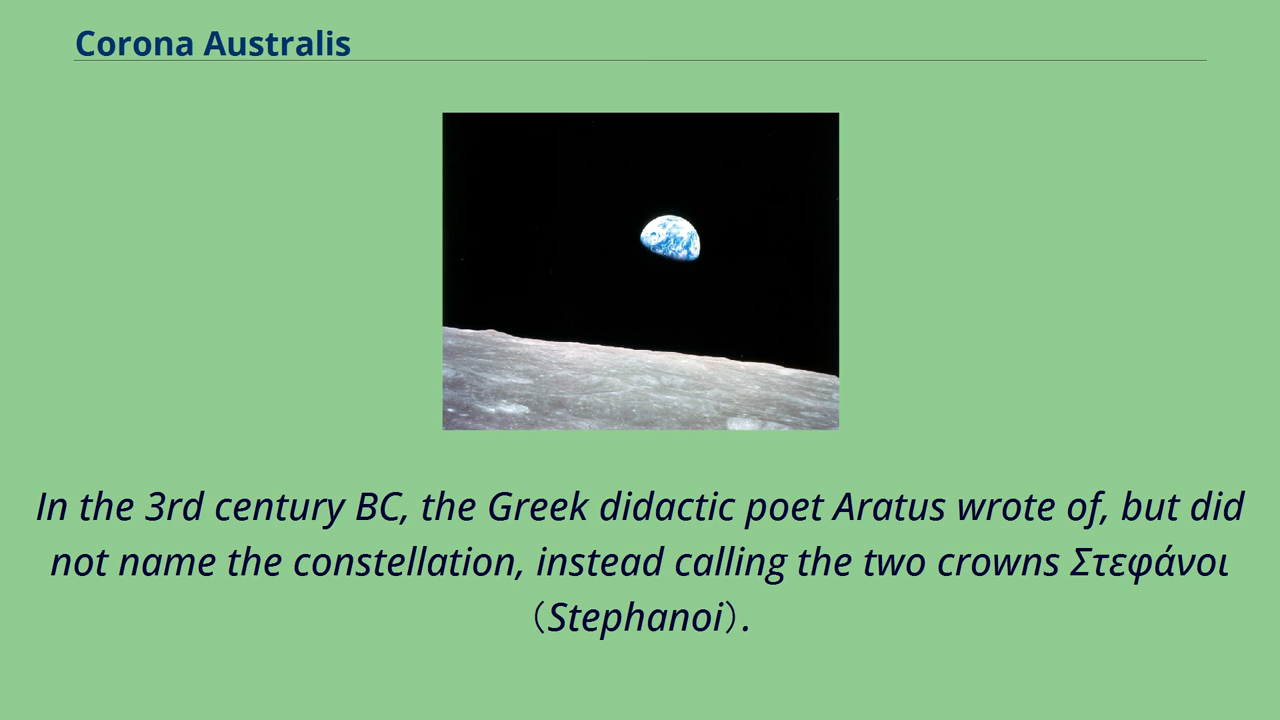 Corona Australis
In the 3rd century BC, the Greek didactic poet Aratus wrote of, but did
not name the constellation, instead calling the two crowns Στεφάνοι
（Stephanoi）.